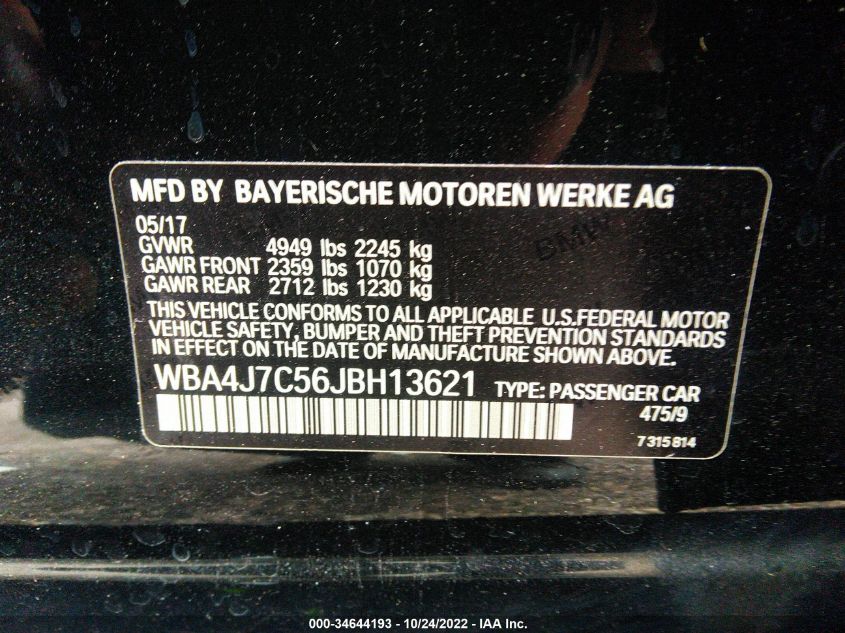 MFD BY BAYERISCHE MOTOREN WERKE AG
05/17
GVWR 4949 lbs 2245 kg
GAWR FRONT 2359 lbs 1070 kg
GAWR REAR 2712 lbs 1230 kg
THIS VEHICLE CONFORMS TO ALL APPLICABLE U.S.FEDERAL MOTOR
VEHICLE SAFETY, BUMPER AND THEFT PREVENTION STANDARDS
IN EFFECT ON THE DATE OF MANUFACTURE SHOWN ABOVE.
WBA4J7C56JBH13621 TYPE: PASSENGER CAR
475/9
7315814
BMW
000-34644193 - 10/24/2022 - IAA Inc.